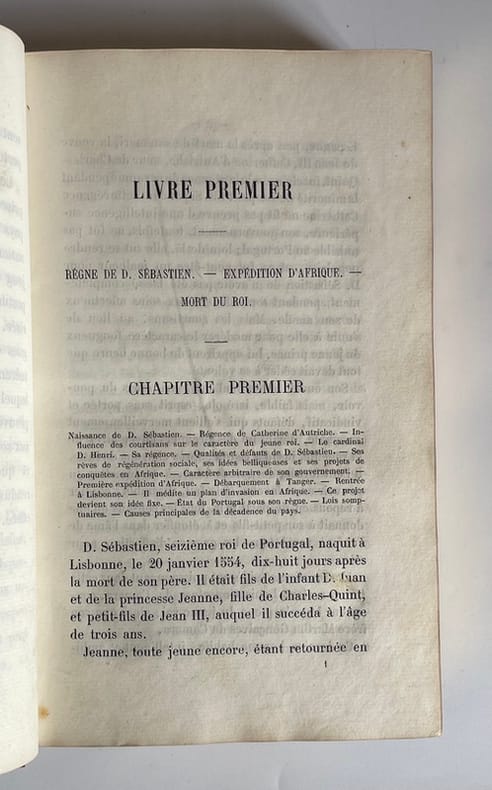 LIVRE PREMIER
RÈGNE DE D. SÉBASTIEN. — EXPÉDITION D'AFRIQUE. —
MORT DU ROI.
CHAPITRE PREMIER
Naissance de D. Sébastien. — Régence de Catherine d'Autriche. — In-
fluence des courtisans sur le caractère du jeune roi. — Le cardinal
D. Henri. — Sa régence. — Qualités et défauts de D. Sébastien. — Ses
rêves de régénération sociale, ses idées belliqueuses et ses projets de
conquêtes en Afrique. — Caractère arbitraire de son gouvernement. —
Première expédition d'Afrique. — Débarquement à Tanger. — Rentrée
à Lisbonne. — Il médite un plan d'invasion en Afrique. — Ce projet
devient son idée fixe. — État du Portugal sous son règne. — Lois somp-
tuaires. — Causes principales de la décadence du pays.
D. Sébastien, seizième roi de Portugal, naquit à
Lisbonne, le 20 janvier 1554, dix-huit jours après
la mort de son père. Il était fils de l'infant D. Juan
et de la princesse Jeanne, fille de Charles-Quint,
et petit-fils de Jean III, auquel il succéda à l'âge
de trois ans.
Jeanne, toute jeune encore, étant retournée en
1